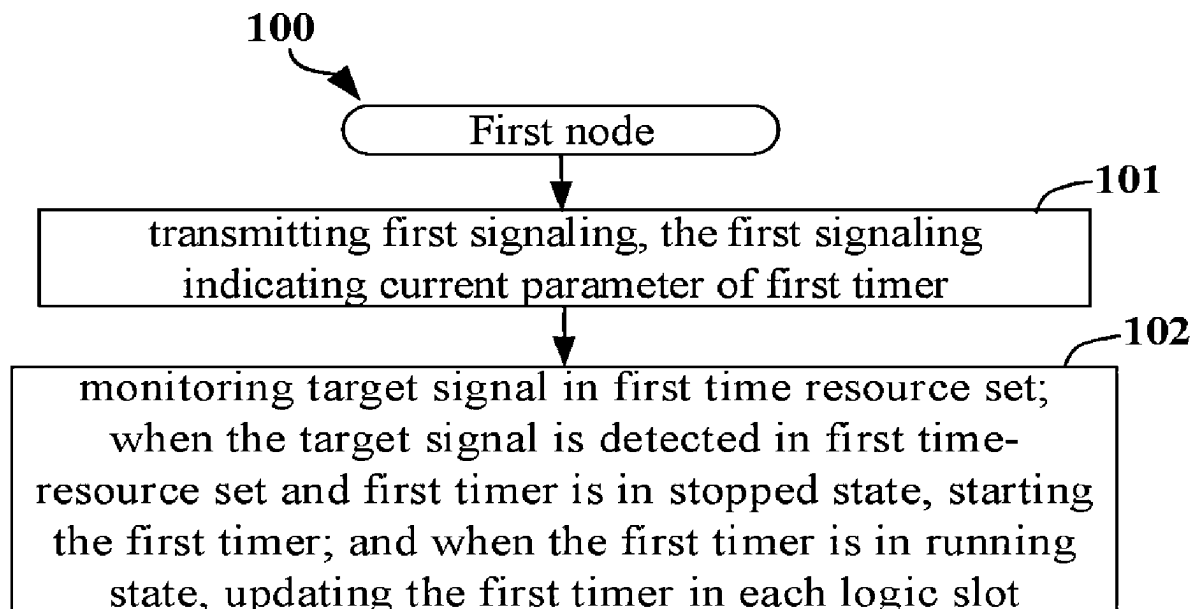 100
First node
101
transmitting first signaling, the first signaling
indicating current parameter of first timer
102
monitoring target signal in first time resource set;
when the target signal is detected in first time-
resource set and first timer is in stopped state, starting
the first timer; and when the first timer is in running
state, updating the first timer in each logic slot